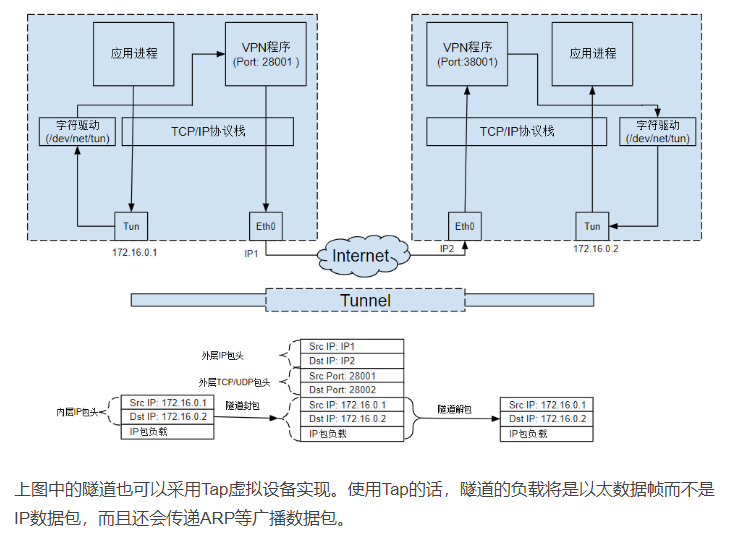 应用进程
VPN程序
(Port: 28001 )
字符驱动
(/dev/net/tun)
TCP/IP协议栈
Tun
Eth0
172.16.0.1
IP1
Internet
VPN程序
(Port:38001)
应用进程
TCP/IP协议栈
字符驱动
(/dev/net/tun)
Eth0
Tun
IP2
172.16.0.2
Tunnel
外层IP包头
Src IP: IP1
Dst IP: IP2
外层TCP/UDP包头
Src Port: 28001
Dst Port: 28002
内层IP包头
Src IP: 172.16.0.1
Dst IP: 172.16.0.2
IP包负载
隧道封包
Src IP: 172.16.0.1
Dst IP: 172.16.0.2
IP包负载
隧道解包
Src IP: 172.16.0.1
Dst IP: 172.16.0.2
IP包负载
上图中的隧道也可以采用Tap虚拟设备实现。使用Tap的话，隧道的负载将是以太数据帧而不是
IP数据包，而且还会传递ARP等广播数据包。